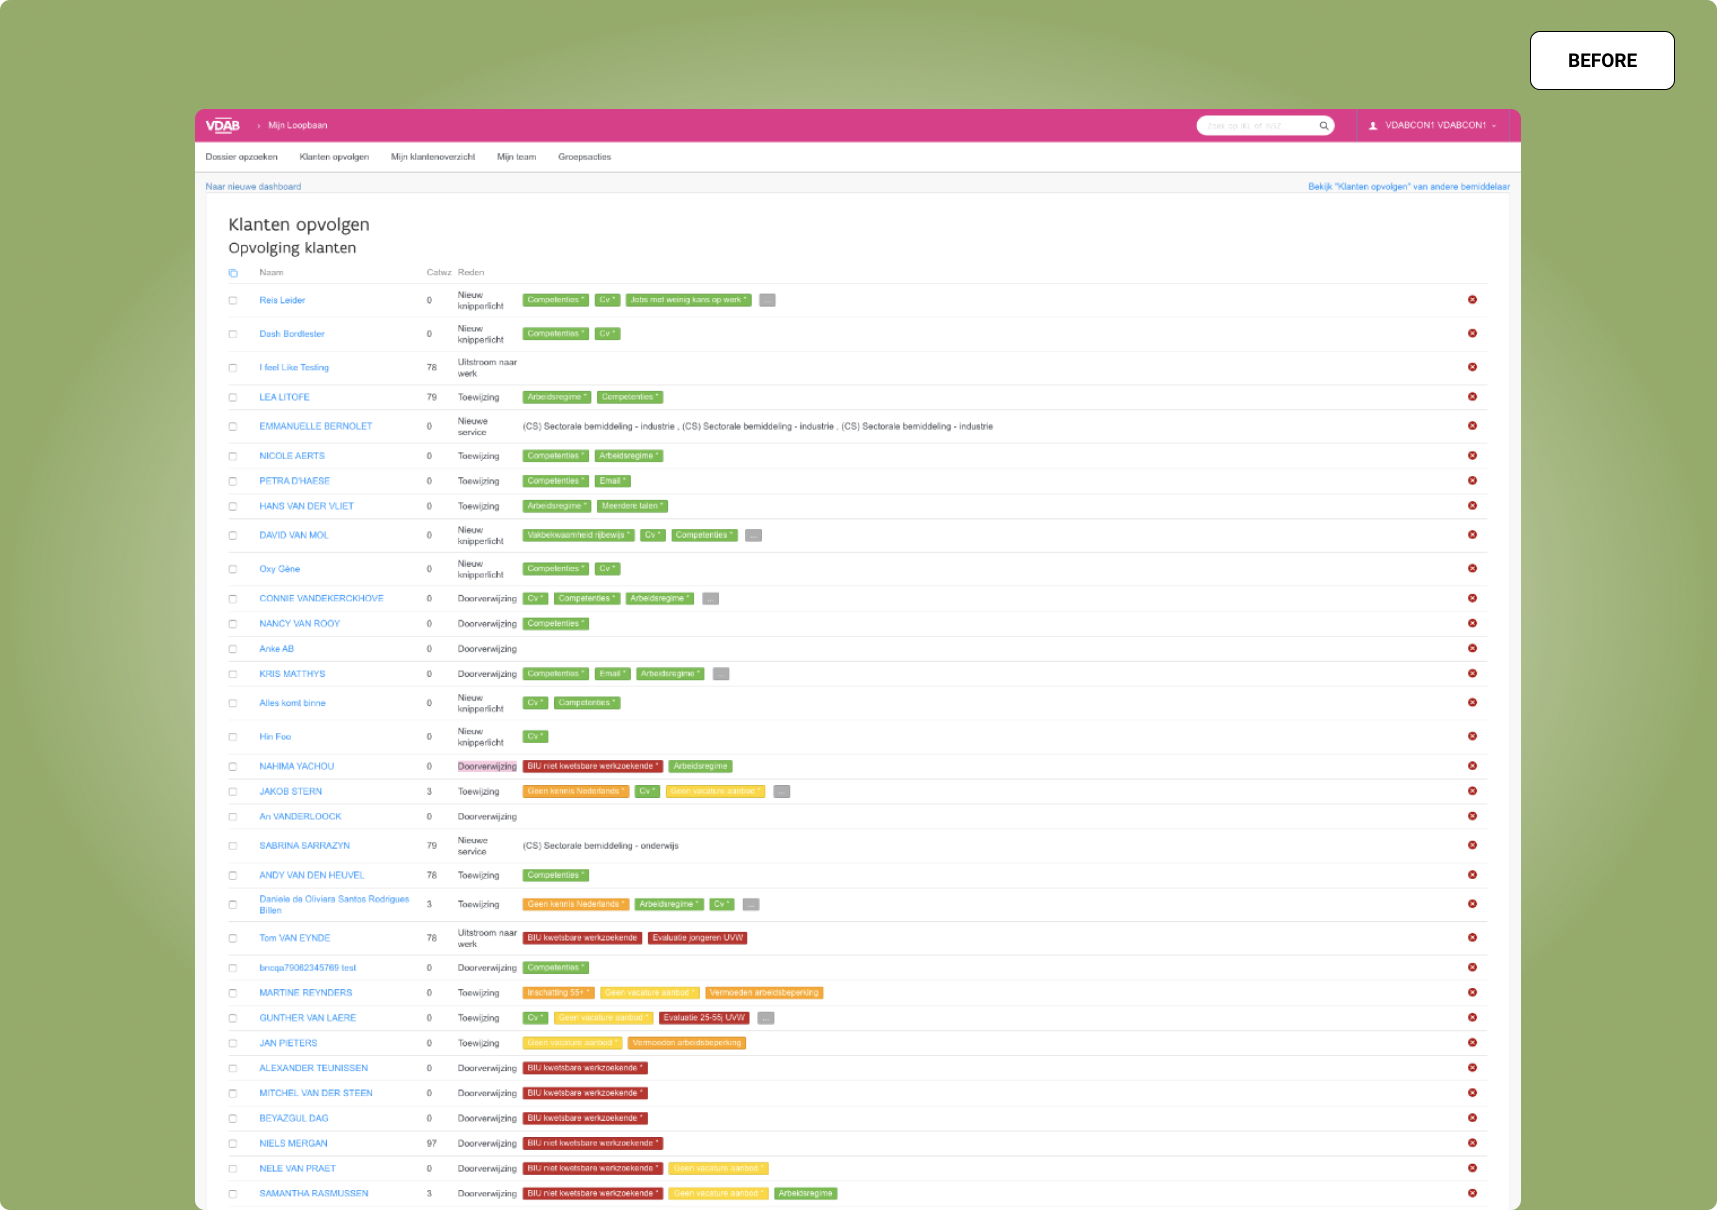 BEFORE
VDAB › Mijn Loopbaan
VDABCON1 VDABCON1
Dossier opzoeken Klanten opvolgen Mijn klantenoverzicht Mijn team Groepsacties
Naar nieuwe dashboard Bekijk "Klanten opvolgen" van andere bemiddelaar
Klanten opvolgen
Opvolging klanten
Naam Catwz Reden
Reis Leider 0 Nieuw knipperlicht Competenties * Cv * Jobs met weinig kans op werk * ...
Dash Bordtester 0 Nieuw knipperlicht Competenties * Cv *
I feel Like Testing 78 Uitstroom naar werk
LEA LITOFE 79 Toewijzing Arbeidsregime * Competenties *
EMMANUELLE BERNOLET 0 Nieuwe service (CS) Sectorale bemiddeling - industrie , (CS) Sectorale bemiddeling - industrie , (CS) Sectorale bemiddeling - industrie
NICOLE AERTS 0 Toewijzing Competenties * Arbeidsregime *
PETRA D'HAESE 0 Toewijzing Competenties * Email *
HANS VAN DER VLIET 0 Toewijzing Arbeidsregime * Meerdere talen *
DAVID VAN MOL 0 Nieuw knipperlicht Vakbekwaamheid rijbewijs * Cv * Competenties * ...
Oxy Gène 0 Nieuw knipperlicht Competenties * Cv *
CONNIE VANDEKERCKHOVE 0 Doorverwijzing Cv * Competenties * Arbeidsregime * ...
NANCY VAN ROOY 0 Doorverwijzing Competenties *
Anke AB 0 Doorverwijzing
KRIS MATTHYS 0 Doorverwijzing Competenties * Email * Arbeidsregime * ...
Alles komt binne 0 Nieuw knipperlicht Cv * Competenties *
Hin Foo 0 Nieuw knipperlicht Cv *
NAHIMA YACHOU 0 Doorverwijzing BIU niet kwetsbare werkzoekende * Arbeidsregime
JAKOB STERN 3 Toewijzing Geen kennis Nederlands * Cv * Geen vacature aanbod * ...
An VANDERLOOCK 0 Doorverwijzing
SABRINA SARRAZYN 79 Nieuwe service (CS) Sectorale bemiddeling - onderwijs
ANDY VAN DEN HEUVEL 78 Toewijzing Competenties *
Daniele de Oliviera Santos Rodrigues Billen 3 Toewijzing Geen kennis Nederlands * Arbeidsregime * Cv * ...
Tom VAN EYNDE 78 Uitstroom naar werk BIU kwetsbare werkzoekende Evaluatie jongeren UVW
bncqa79062345769 test 0 Doorverwijzing Competenties *
MARTINE REYNDERS 0 Toewijzing Inschatting 55+ * Geen vacature aanbod * Vermoeden arbeidsbeperking
GUNTHER VAN LAERE 0 Toewijzing Cv * Geen vacature aanbod * Evaluatie 25-55j UVW ...
JAN PIETERS 0 Toewijzing Geen vacature aanbod * Vermoeden arbeidsbeperking
ALEXANDER TEUNISSEN 0 Doorverwijzing BIU kwetsbare werkzoekende *
MITCHEL VAN DER STEEN 0 Doorverwijzing BIU kwetsbare werkzoekende *
BEYAZGUL DAG 0 Doorverwijzing BIU kwetsbare werkzoekende *
NIELS MERGAN 97 Doorverwijzing BIU niet kwetsbare werkzoekende *
NELE VAN PRAET 0 Doorverwijzing BIU niet kwetsbare werkzoekende * Geen vacature aanbod *
SAMANTHA RASMUSSEN 3 Doorverwijzing BIU niet kwetsbare werkzoekende * Geen vacature aanbod * Arbeidsregime